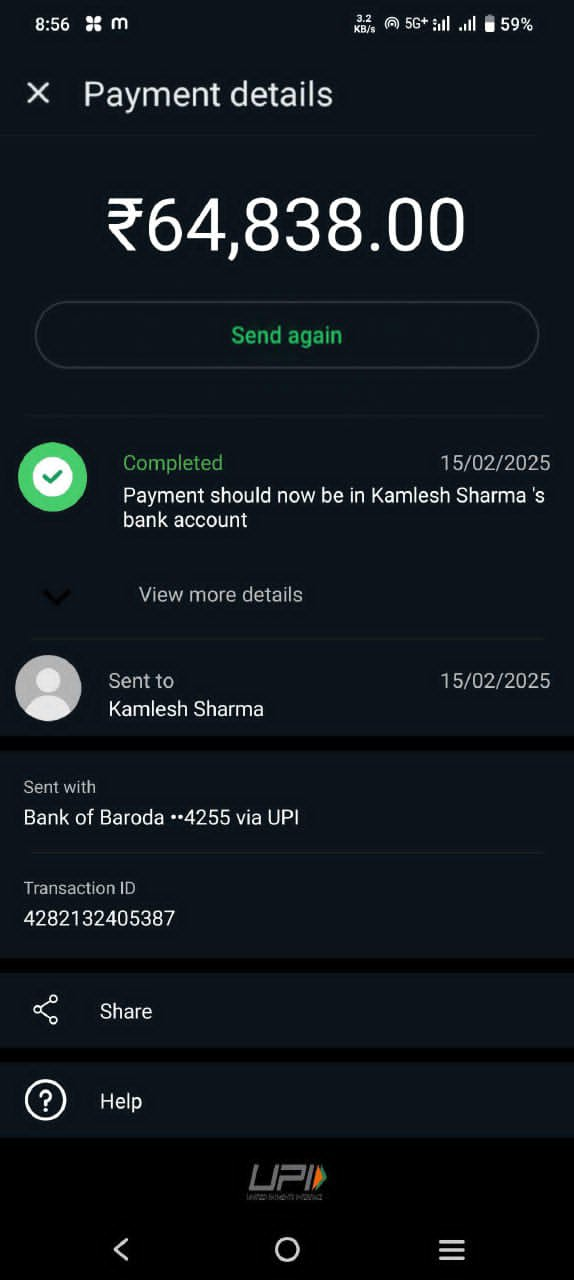 8:56 m 3.2 KB/s 5G+ 59%
Payment details
₹64,838.00
Send again
Completed 15/02/2025
Payment should now be in Kamlesh Sharma 's
bank account
View more details
Sent to 15/02/2025
Kamlesh Sharma
Sent with
Bank of Baroda ••4255 via UPI
Transaction ID
4282132405387
Share
Help
UPI
UNITED PAYMENTS INTERFACE